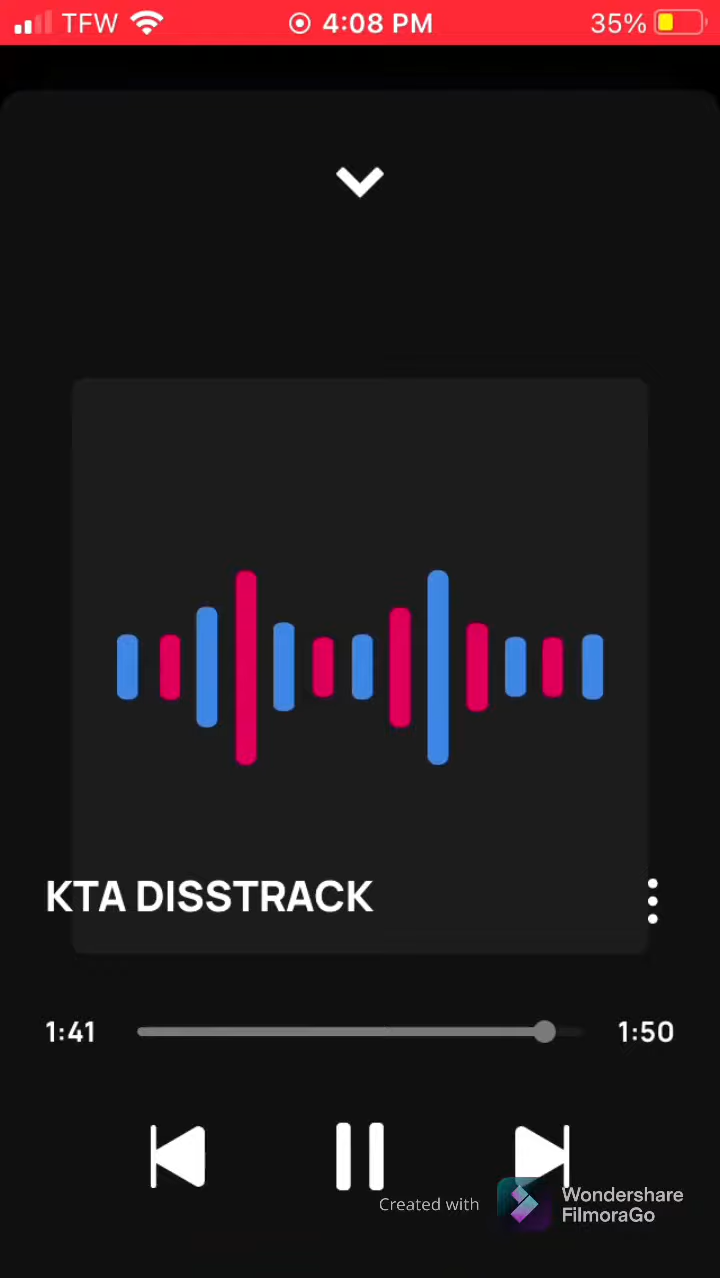 TFW 4:08 PM 35%
KTA DISSTRACK
1:41 1:50
Created with Wondershare FilmoraGo